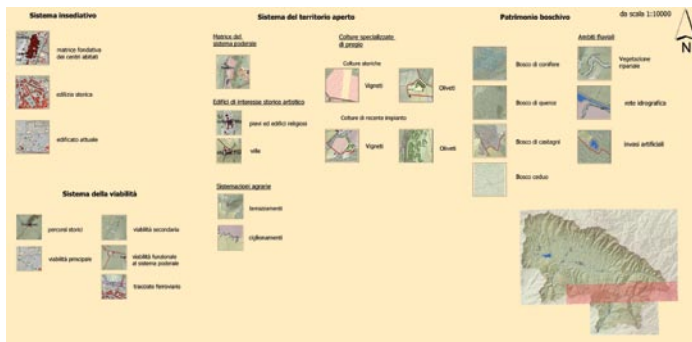 Sistema insediativo
matrice fondativa
dei centri abitati
edilizia storica
edificato attuale
Sistema della viabilità
percorsi storici
viabilità principale
viabilità secondaria
viabilità funzionale
al sistema poderale
tracciato ferroviario
Sistema del territorio aperto
Matrice del
sistema poderale
Edifici di interesse storico artistico
pievi ed edifici religiosi
ville
Sistemazioni agrarie
terrazzamenti
ciglionamenti
Colture specializzate
di pregio
Colture storiche
Vigneti
Oliveti
Colture di recente impianto
Vigneti
Oliveti
Patrimonio boschivo
Bosco di conifere
Bosco di querce
Bosco di castagni
Bosco ceduo
Ambiti fluviali
Vegetazione
ripariale
rete idrografica
invasi artificiali
da scala 1:10000
N